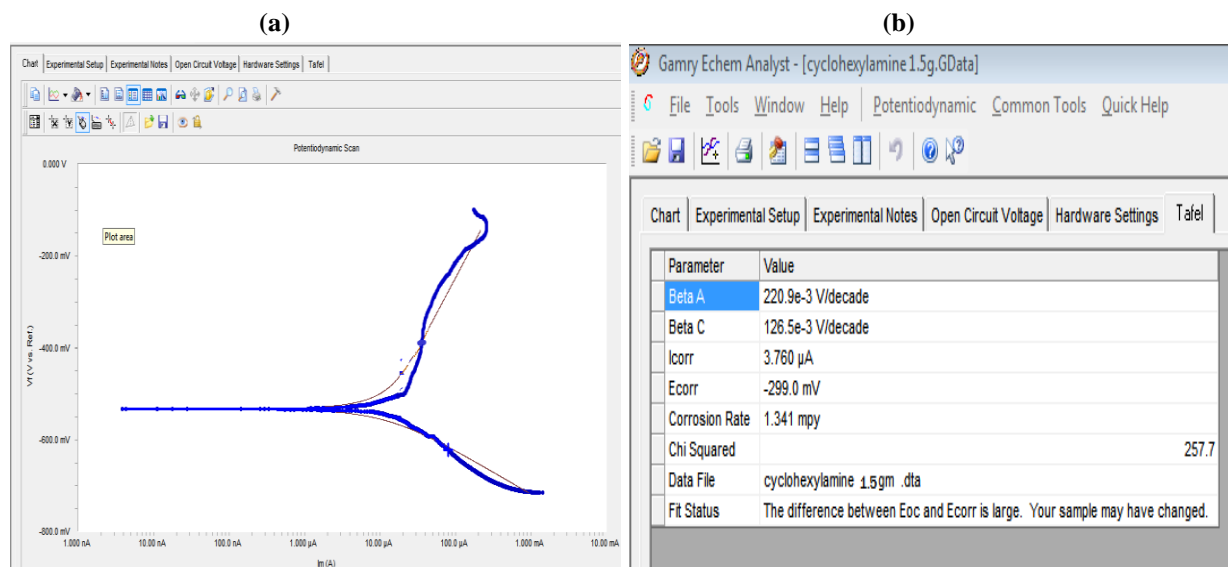 (a)
Chart Experimental Setup Experimental Notes Open Circuit Voltage Hardware Settings Tafel
Potentiodynamic Scan
0.000 V
Plot area
-200.0 mV
-400.0 mV
-600.0 mV
-800.0 mV
Vf (V vs. Ref.)
1.000 nA 10.00 nA 100.0 nA 1.000 µA 10.00 µA 100.0 µA 1.000 mA 10.00 mA
Im (A)
(b)
Gamry Echem Analyst - [cyclohexylamine 1.5g.GData]
File Tools Window Help Potentiodynamic Common Tools Quick Help
Chart Experimental Setup Experimental Notes Open Circuit Voltage Hardware Settings Tafel
Parameter Value
Beta A 220.9e-3 V/decade
Beta C 126.5e-3 V/decade
Icorr 3.760 µA
Ecorr -299.0 mV
Corrosion Rate 1.341 mpy
Chi Squared 257.7
Data File cyclohexylamine 1.5gm .dta
Fit Status The difference between Eoc and Ecorr is large. Your sample may have changed.